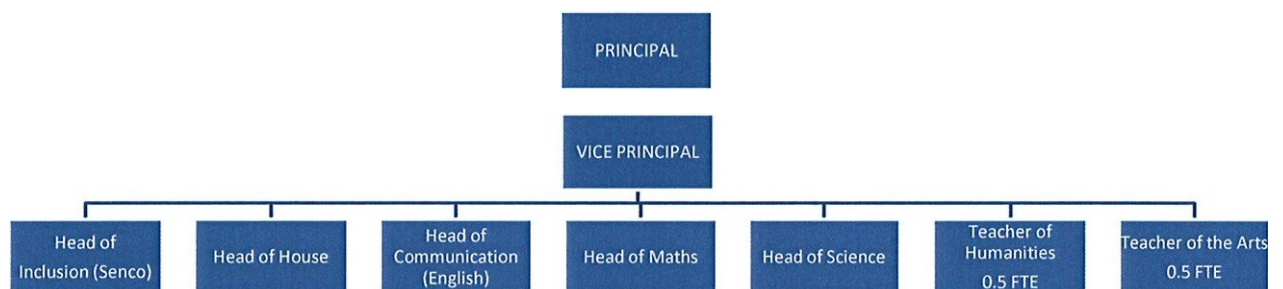 PRINCIPAL
VICE PRINCIPAL
Head of
Inclusion (Senco)
Head of House
Head of
Communication
(English)
Head of Maths
Head of Science
Teacher of
Humanities
0.5 FTE
Teacher of the Arts
0.5 FTE